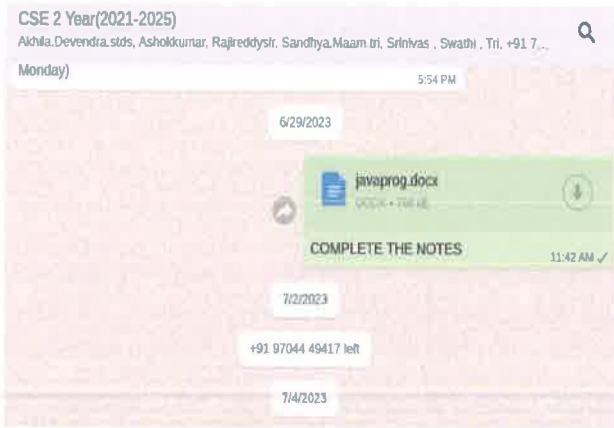 CSE 2 Year(2021-2025)
Akhila.Devendra.stds, Ashokkumar, Rajireddysir, Sandhya.Maam.tri, Srinivas , Swathi , Tri, +91 7...
Monday)
5:54 PM
6/29/2023
javaprog.docx
DOCX •
COMPLETE THE NOTES
11:42 AM
7/2/2023
+91 97044 49417 left
7/4/2023